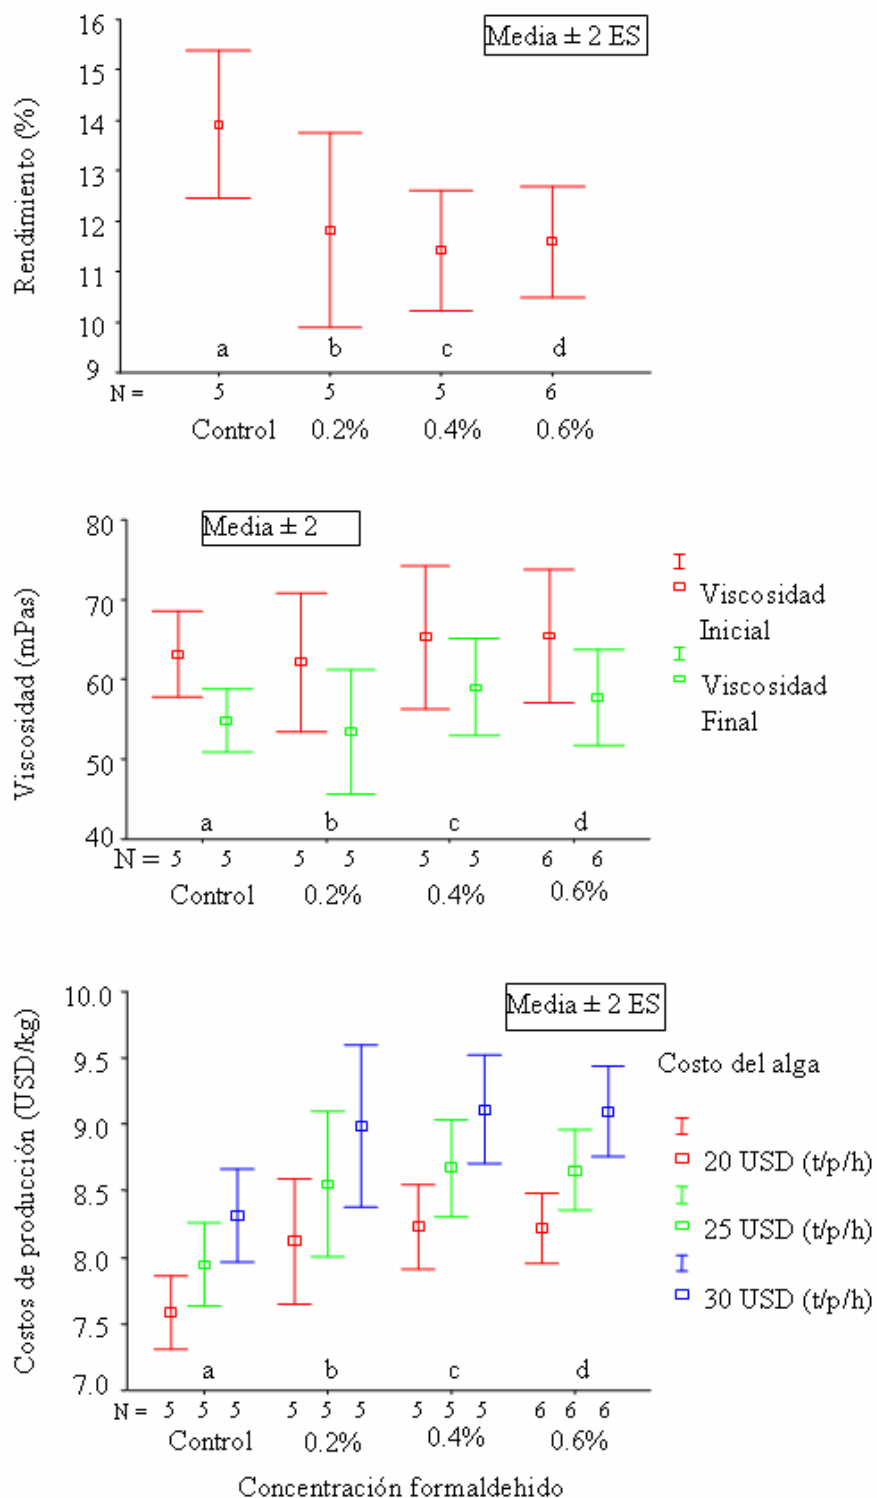 Media ± 2 ES
Rendimiento (%)
16
15
14
13
12
11
10
9
a b c d
N = 5 5 5 6
Control 0.2% 0.4% 0.6%
Media ± 2
Viscosidad (mPas)
80
70
60
50
40
Viscosidad
Inicial
Viscosidad
Final
a b c d
N = 5 5 5 5 5 5 6 6
Control 0.2% 0.4% 0.6%
Media ± 2 ES
Costos de producción (USD/kg)
10.0
9.5
9.0
8.5
8.0
7.5
7.0
Costo del alga
20 USD (t/p/h)
25 USD (t/p/h)
30 USD (t/p/h)
a b c d
N = 5 5 5 5 5 5 5 5 5 6 6 6
Control 0.2% 0.4% 0.6%
Concentración formaldehido